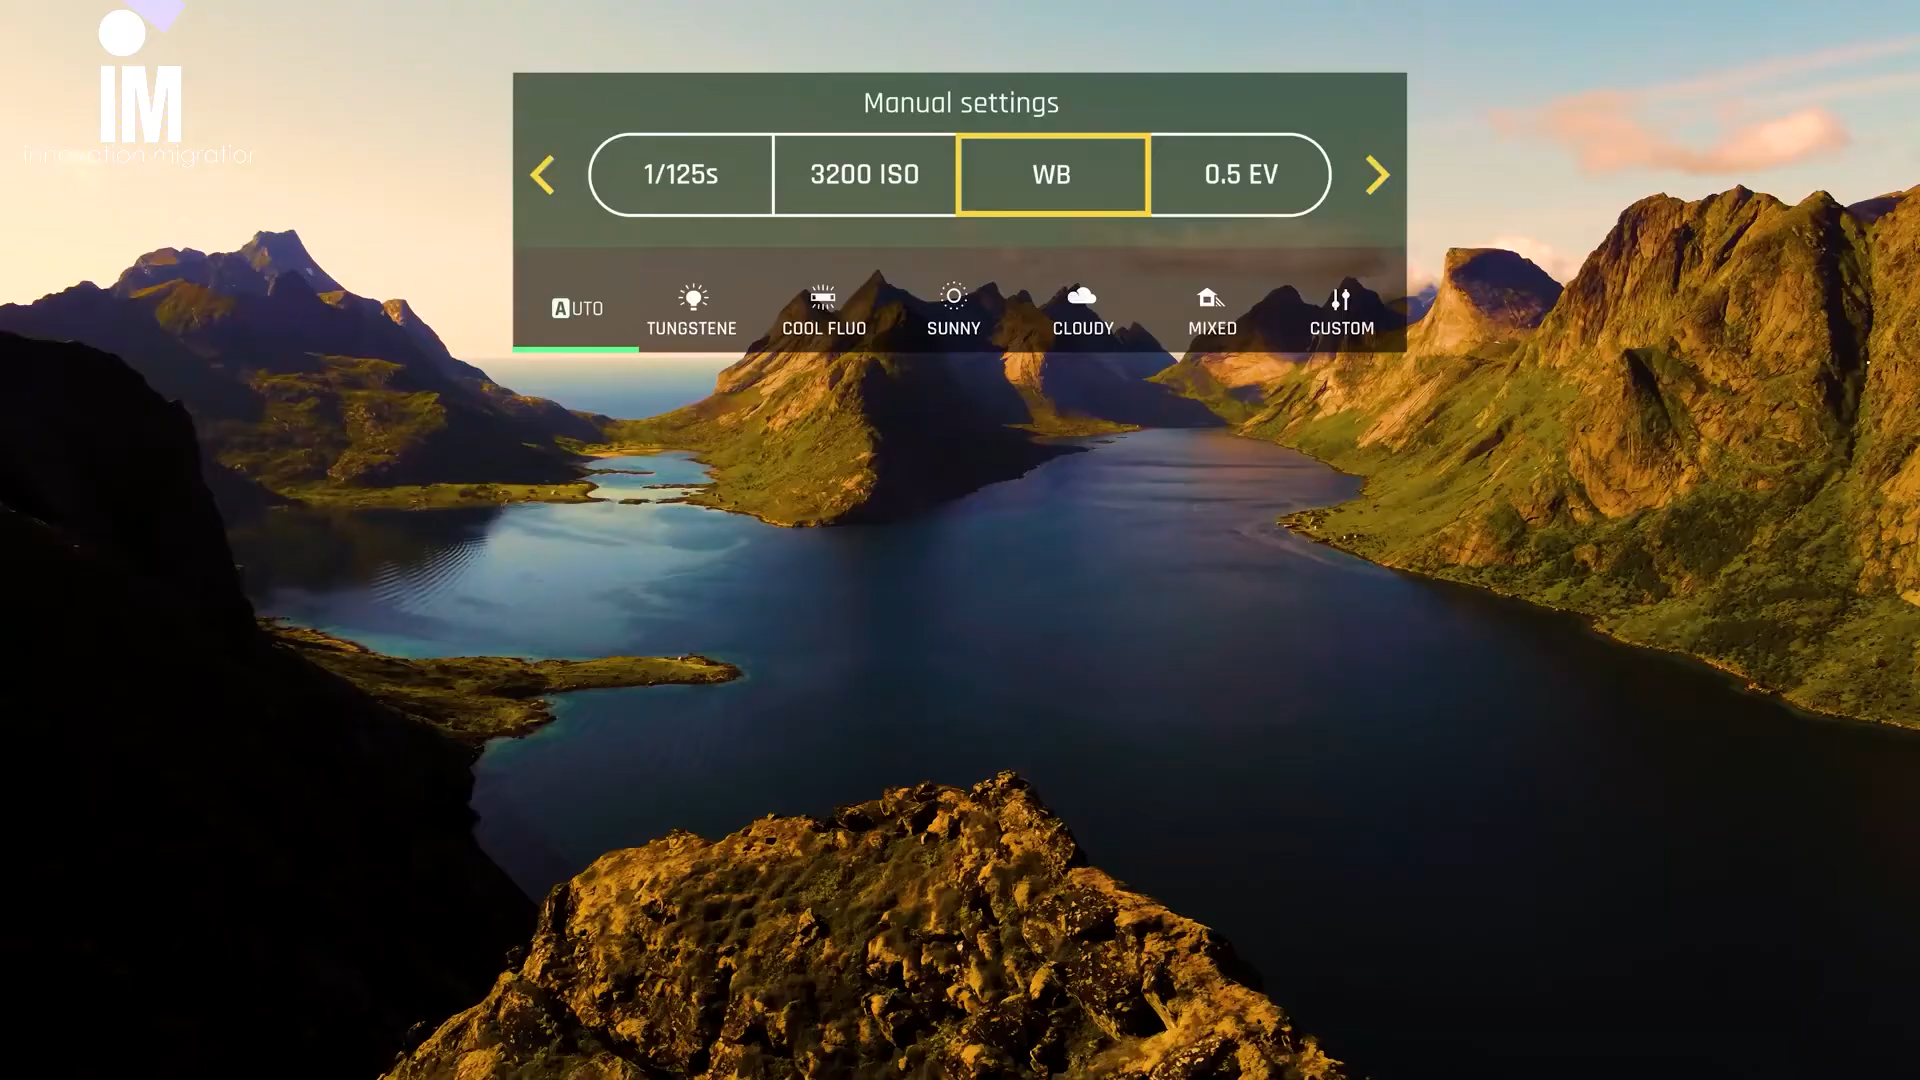 iM
innovation migration
Manual settings
1/125s 3200 ISO WB 0.5 EV
AUTO TUNGSTENE COOL FLUO SUNNY CLOUDY MIXED CUSTOM